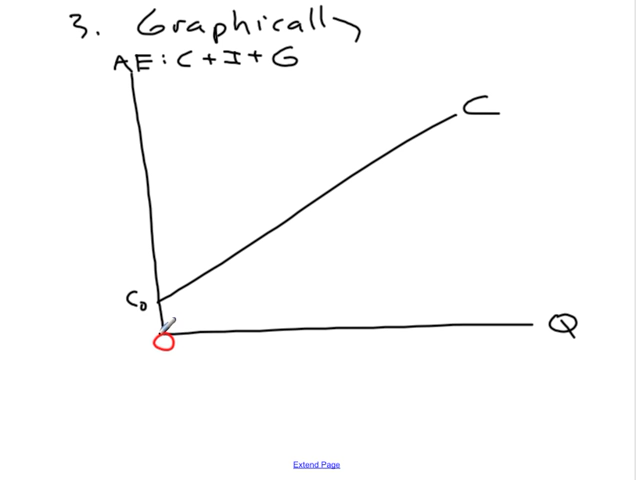 3. Graphically
AE: C + I + G
C
C0
0
Q
Extend Page